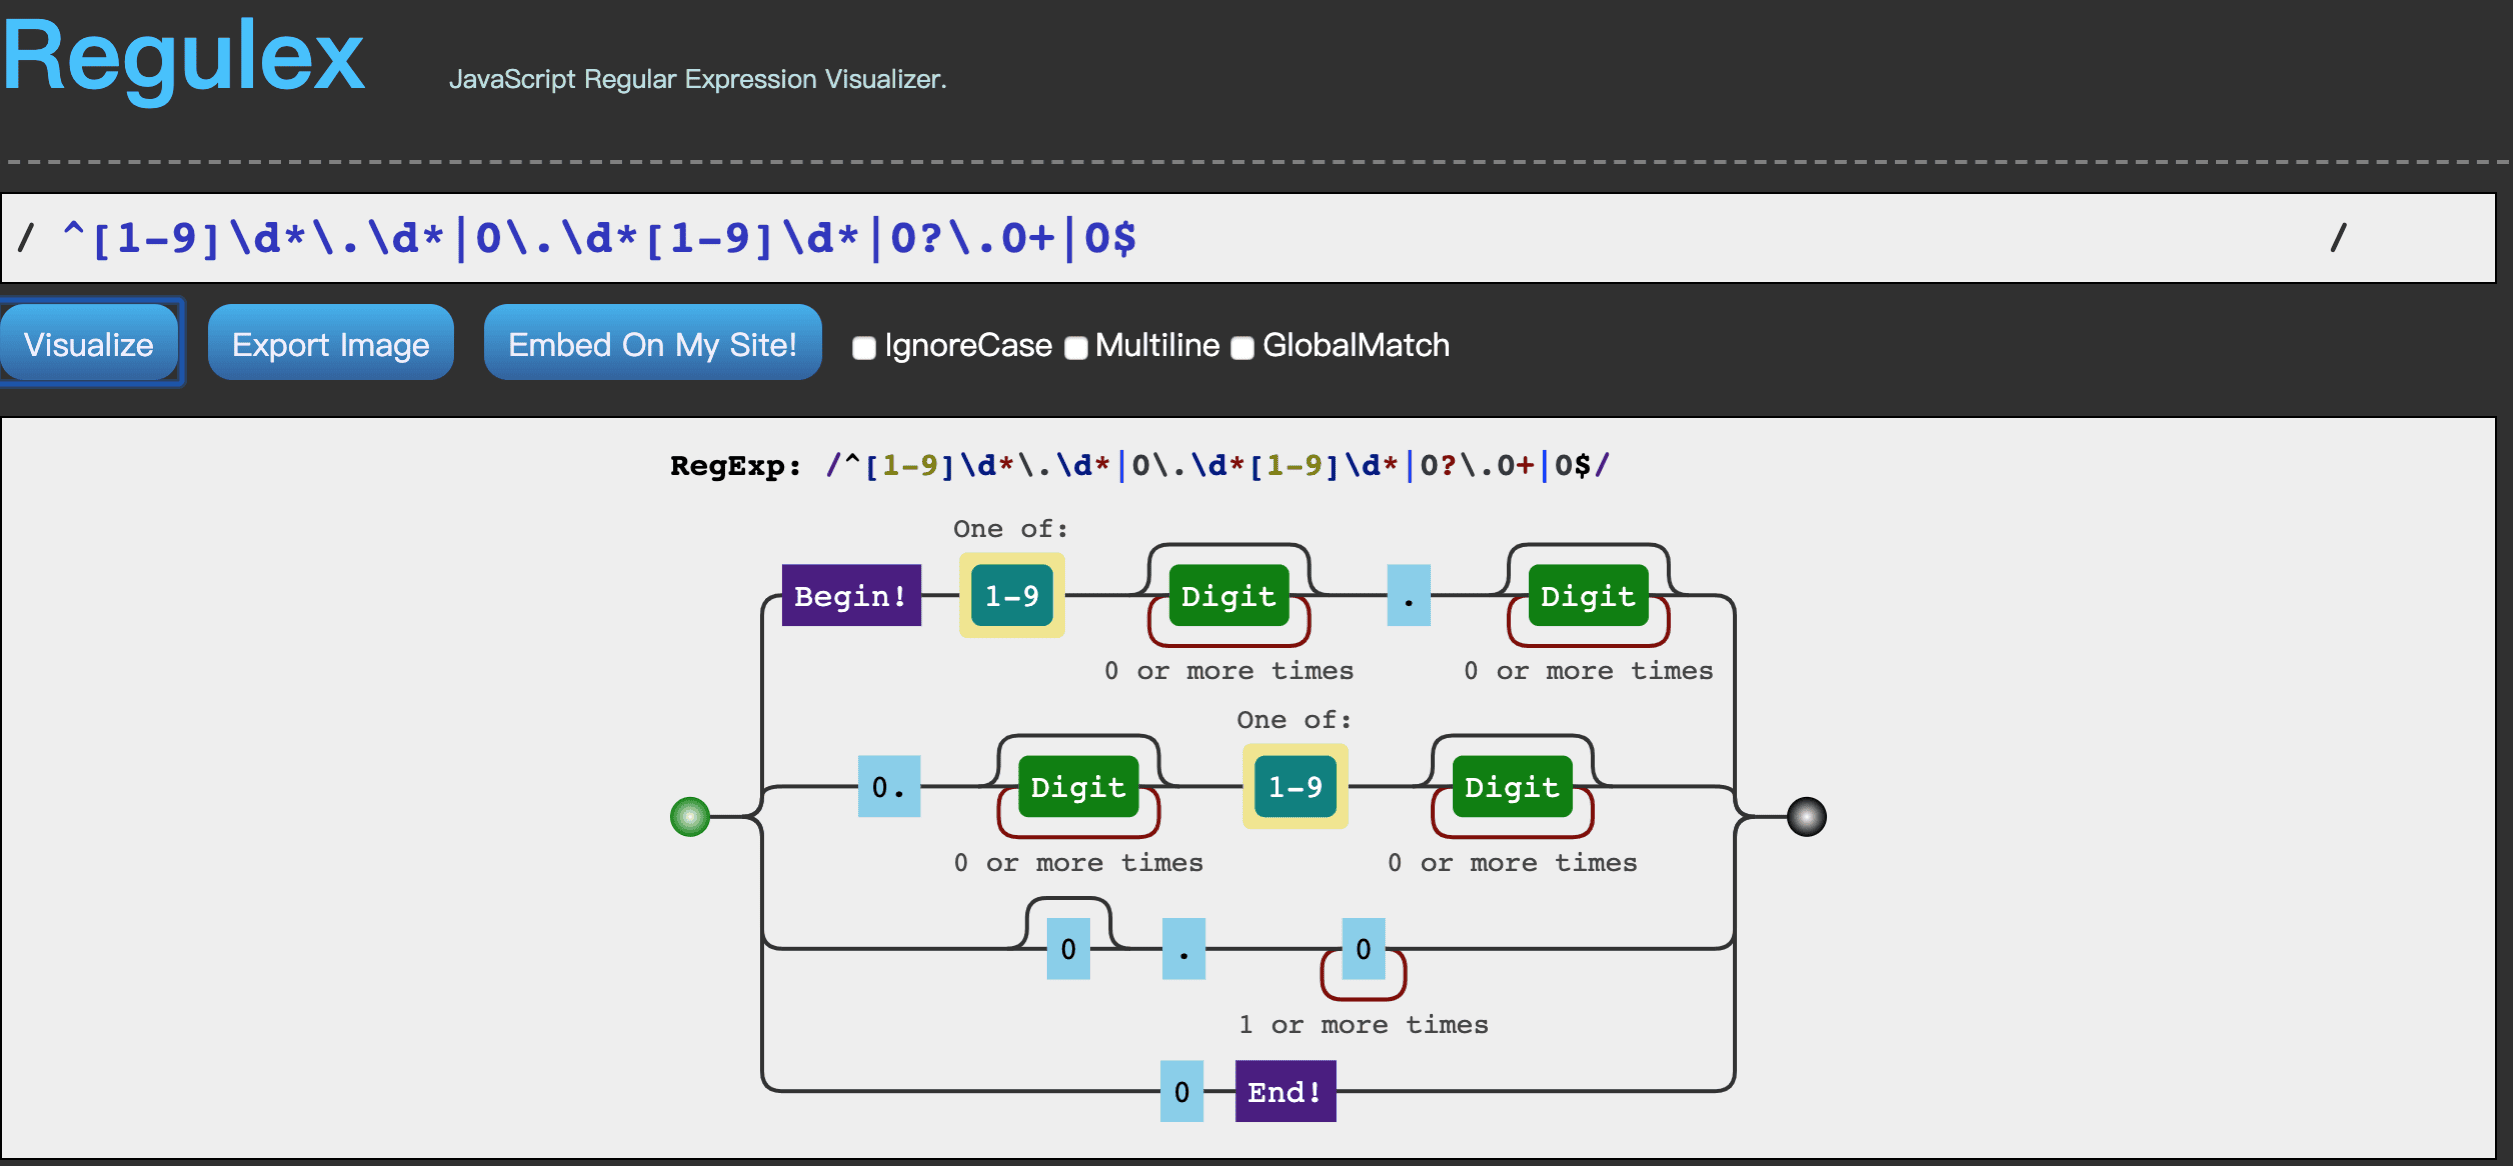 Regulex
JavaScript Regular Expression Visualizer.
/ ^[1-9]\d*\.\d*|0\.\d*[1-9]\d*|0?\.0+|0$ /
Visualize Export Image Embed On My Site! IgnoreCase Multiline GlobalMatch
RegExp: /^[1-9]\d*\.\d*|0\.\d*[1-9]\d*|0?\.0+|0$/
One of:
Begin! 1-9 Digit . Digit
0 or more times 0 or more times
One of:
0. Digit 1-9 Digit
0 or more times 0 or more times
0 . 0
1 or more times
0 End!